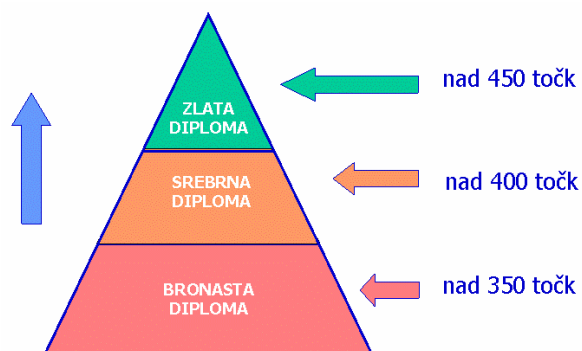 ZLATA
DIPLOMA
nad 450 točk
SREBRNA
DIPLOMA
nad 400 točk
BRONASTA
DIPLOMA
nad 350 točk